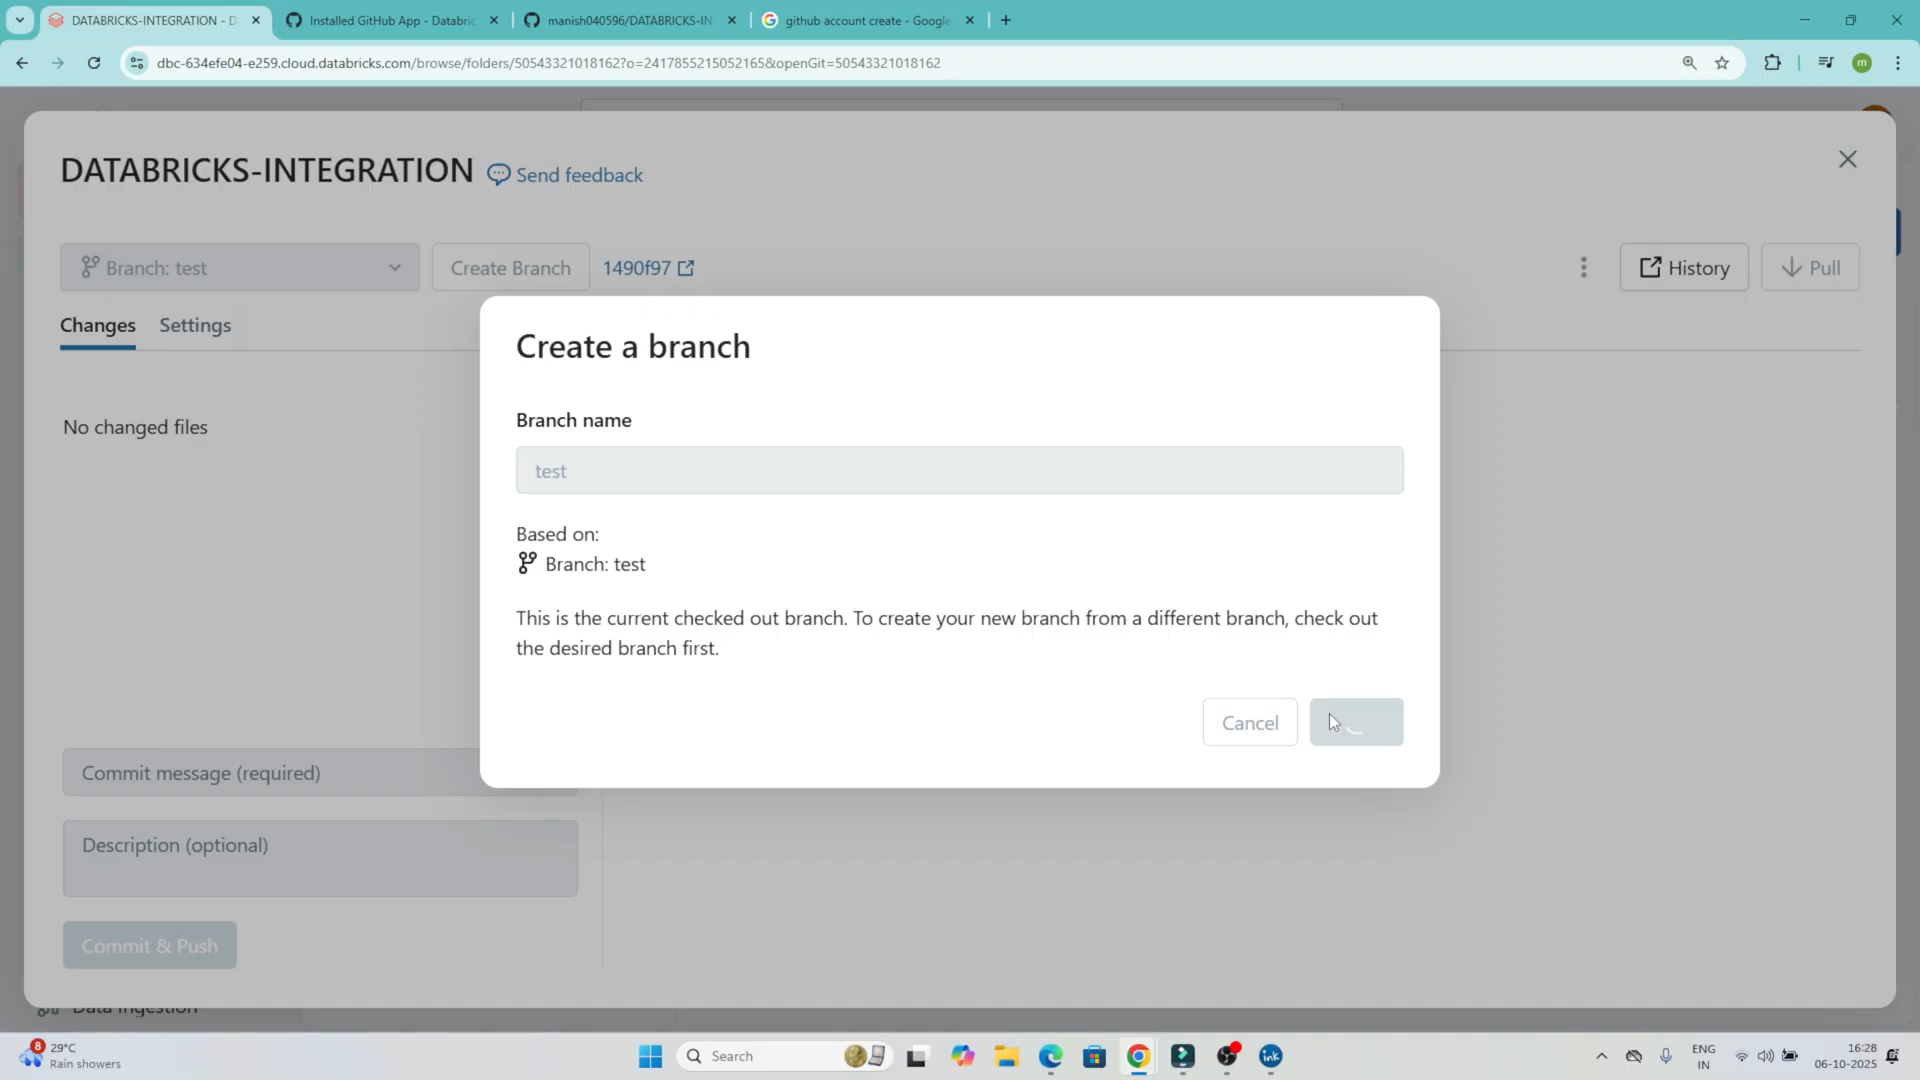 DATABRICKS-INTEGRATION - D
Installed GitHub App - Databric
manish040596/DATABRICKS-IN
github account create - Google
dbc-634efe04-e259.cloud.databricks.com/browse/folders/50543321018162?o=2417855215052165&openGit=50543321018162
m
DATABRICKS-INTEGRATION
Send feedback
Branch: test
Create Branch
1490f97
History
Pull
Changes
Settings
No changed files
Create a branch
Branch name
test
Based on:
Branch: test
This is the current checked out branch. To create your new branch from a different branch, check out
the desired branch first.
Cancel
Commit message (required)
Description (optional)
Commit & Push
Data Ingestion
8
29°C
Rain showers
Search
ink
ENG
IN
16:28
06-10-2025